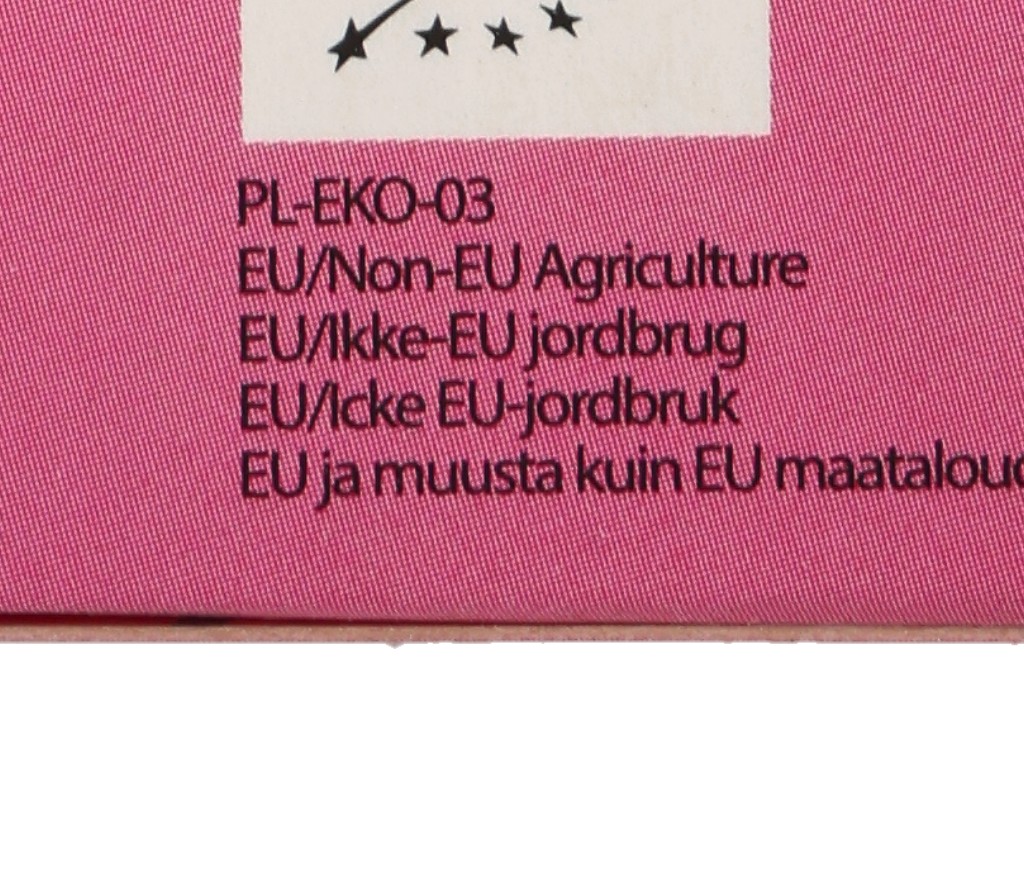 PL-EKO-03
EU/Non-EU Agriculture
EU/Ikke-EU jordbrug
EU/Icke EU-jordbruk
EU ja muusta kuin EU